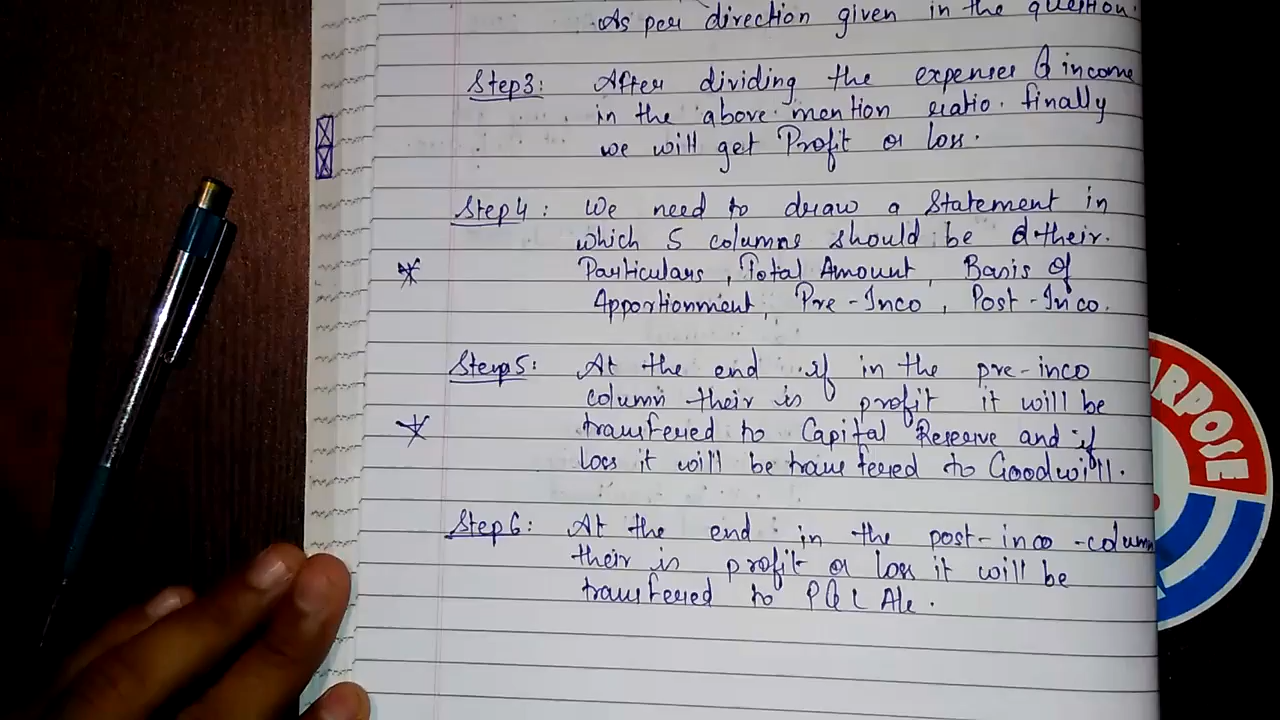 As per direction given in the question.
Step3: After dividing the expenses & income
in the above mention ratio. finally
we will get Profit or loss.
Step4: We need to draw a Statement in
which 5 columns should be their.
Particulars, Total Amount, Basis of
Apportionment, Pre-Inco, Post-Inco.
Step5: At the end if in the pre-inco
column their is profit it will be
transfered to Capital Reserve and if
loss it will be transfered to Goodwill.
Step6: At the end in the post-inco-column
their is profit or loss it will be
transfered to P&L A/c.
RPOSE